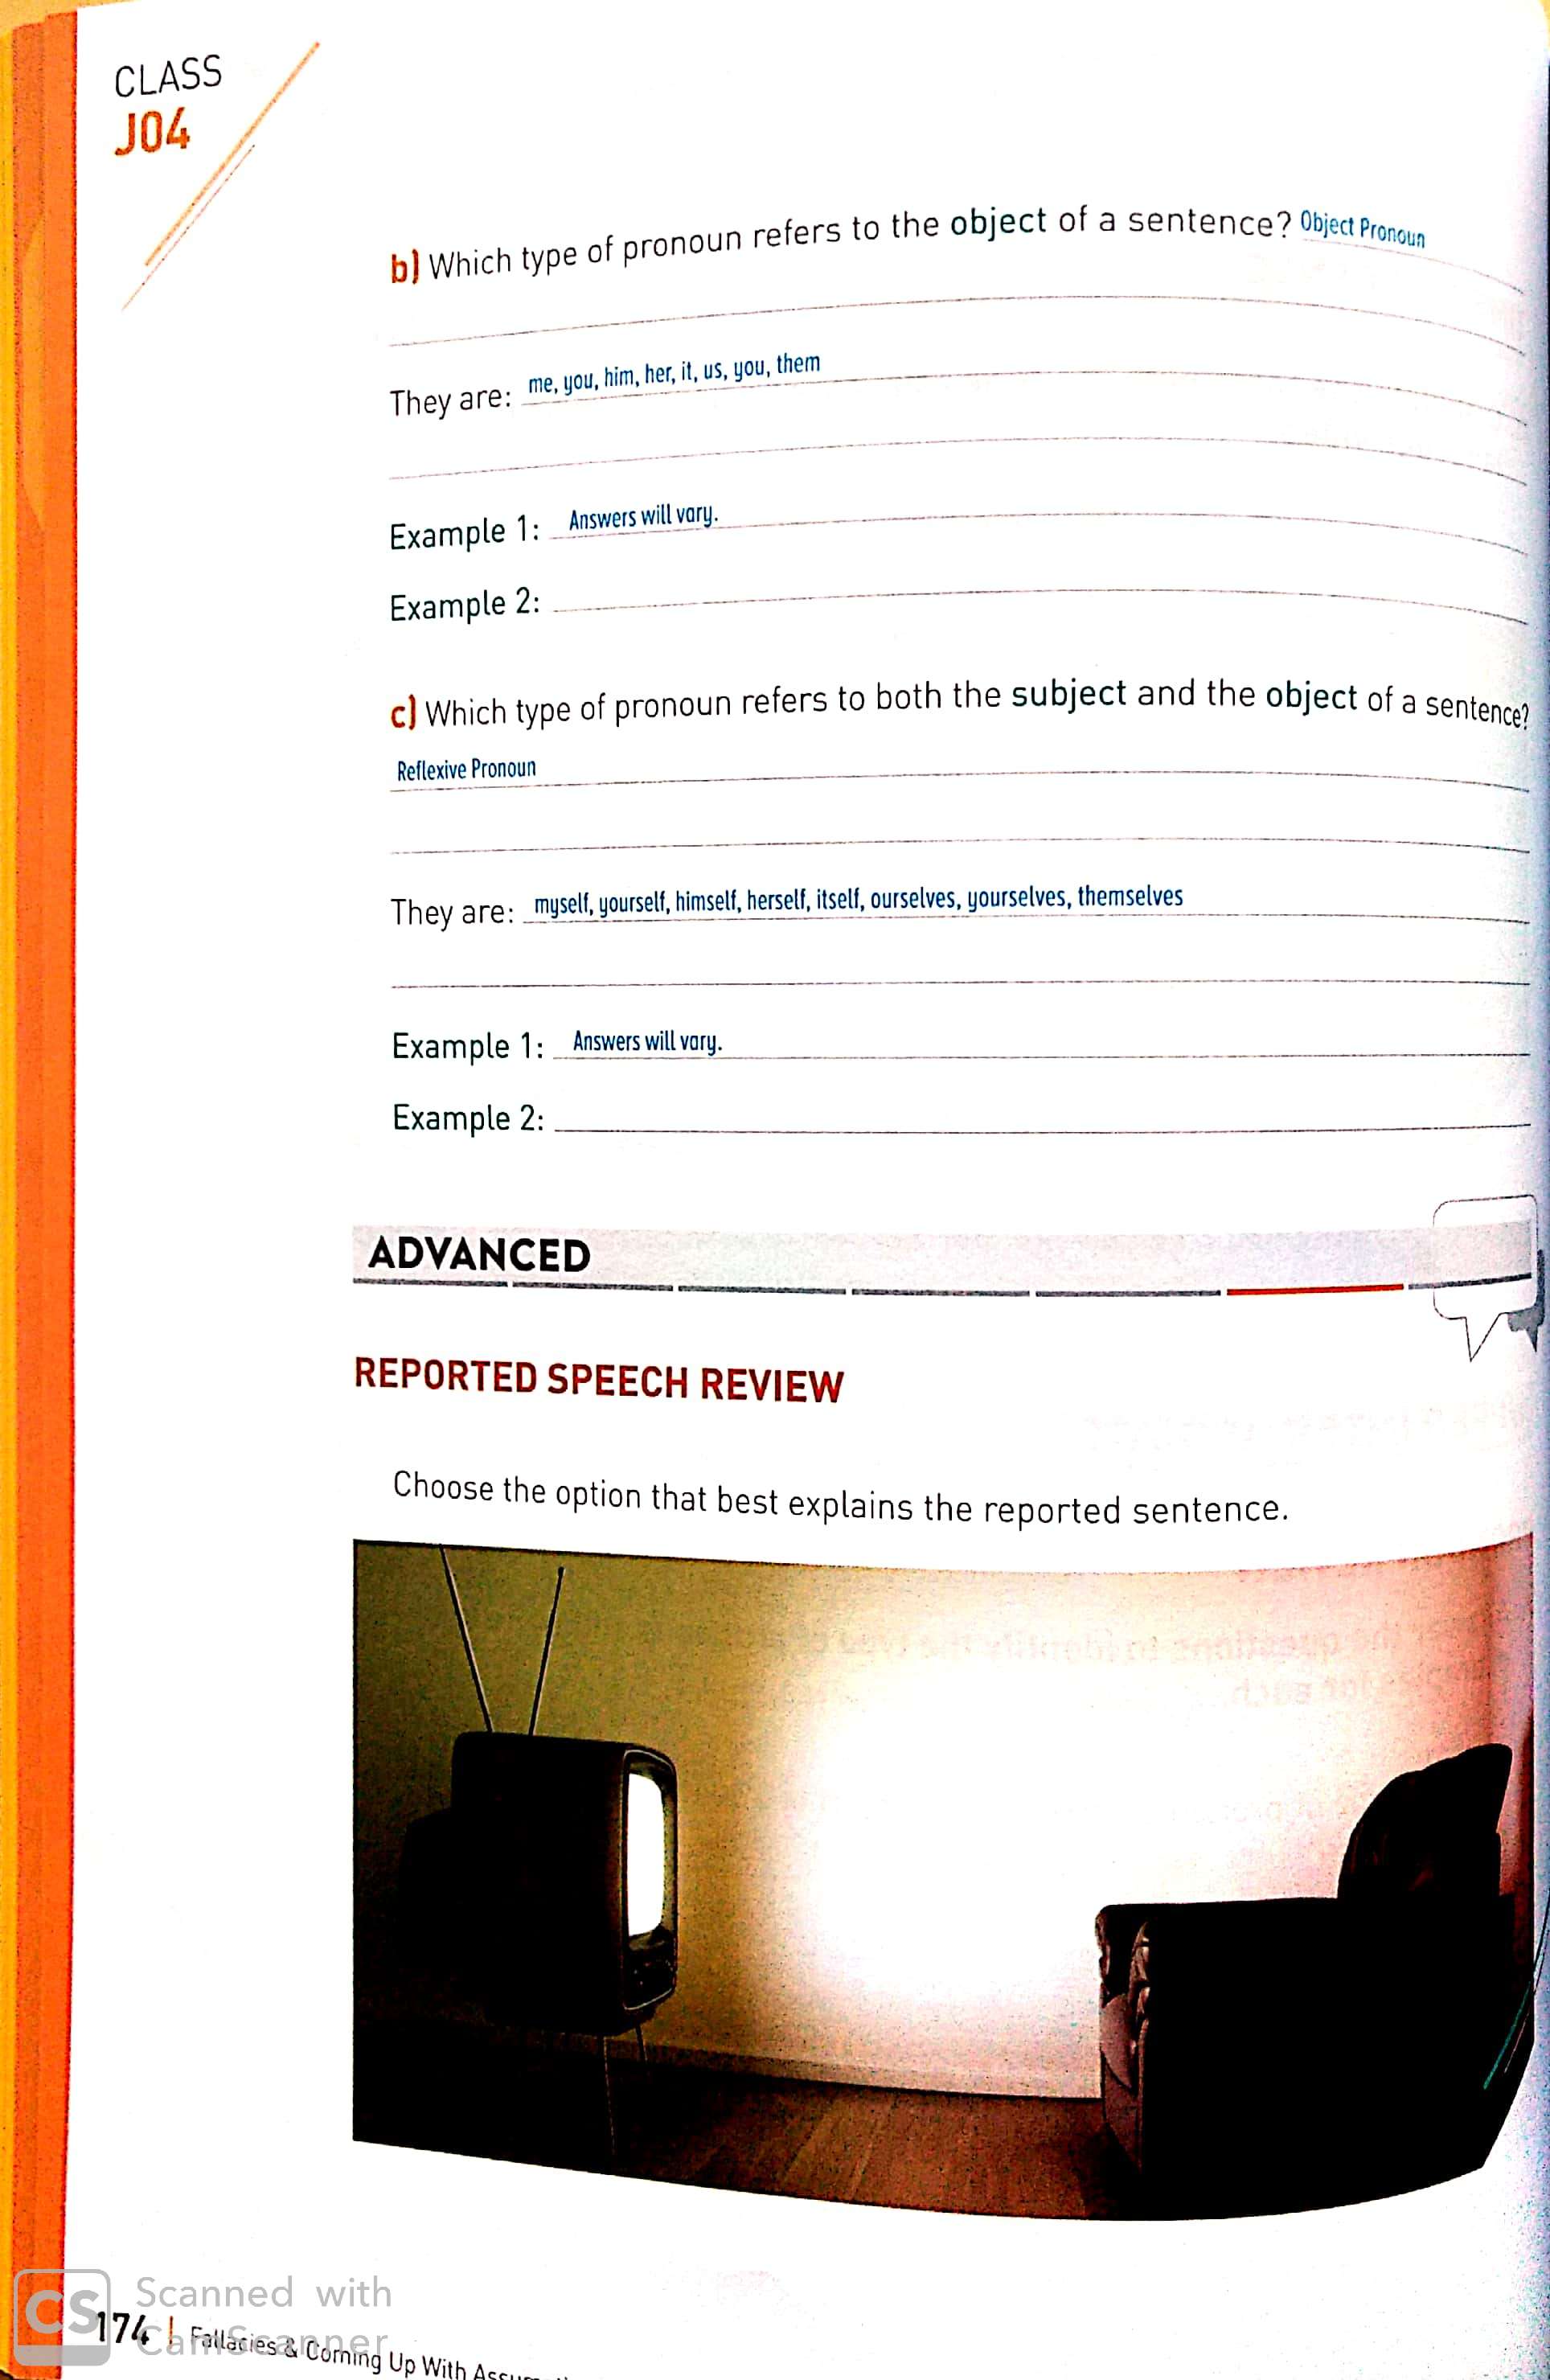 CLASS
J04
b) Which type of pronoun refers to the object of a sentence? Object Pronoun
They are: me, you, him, her, it, us, you, them
Example 1: Answers will vary.
Example 2:
c) Which type of pronoun refers to both the subject and the object of a sentence?
Reflexive Pronoun
They are: myself, yourself, himself, herself, itself, ourselves, yourselves, themselves
Example 1: Answers will vary.
Example 2:
ADVANCED
REPORTED SPEECH REVIEW
Choose the option that best explains the reported sentence.
CS Scanned with
CamScanner
174 | Fallacies & Coming Up With